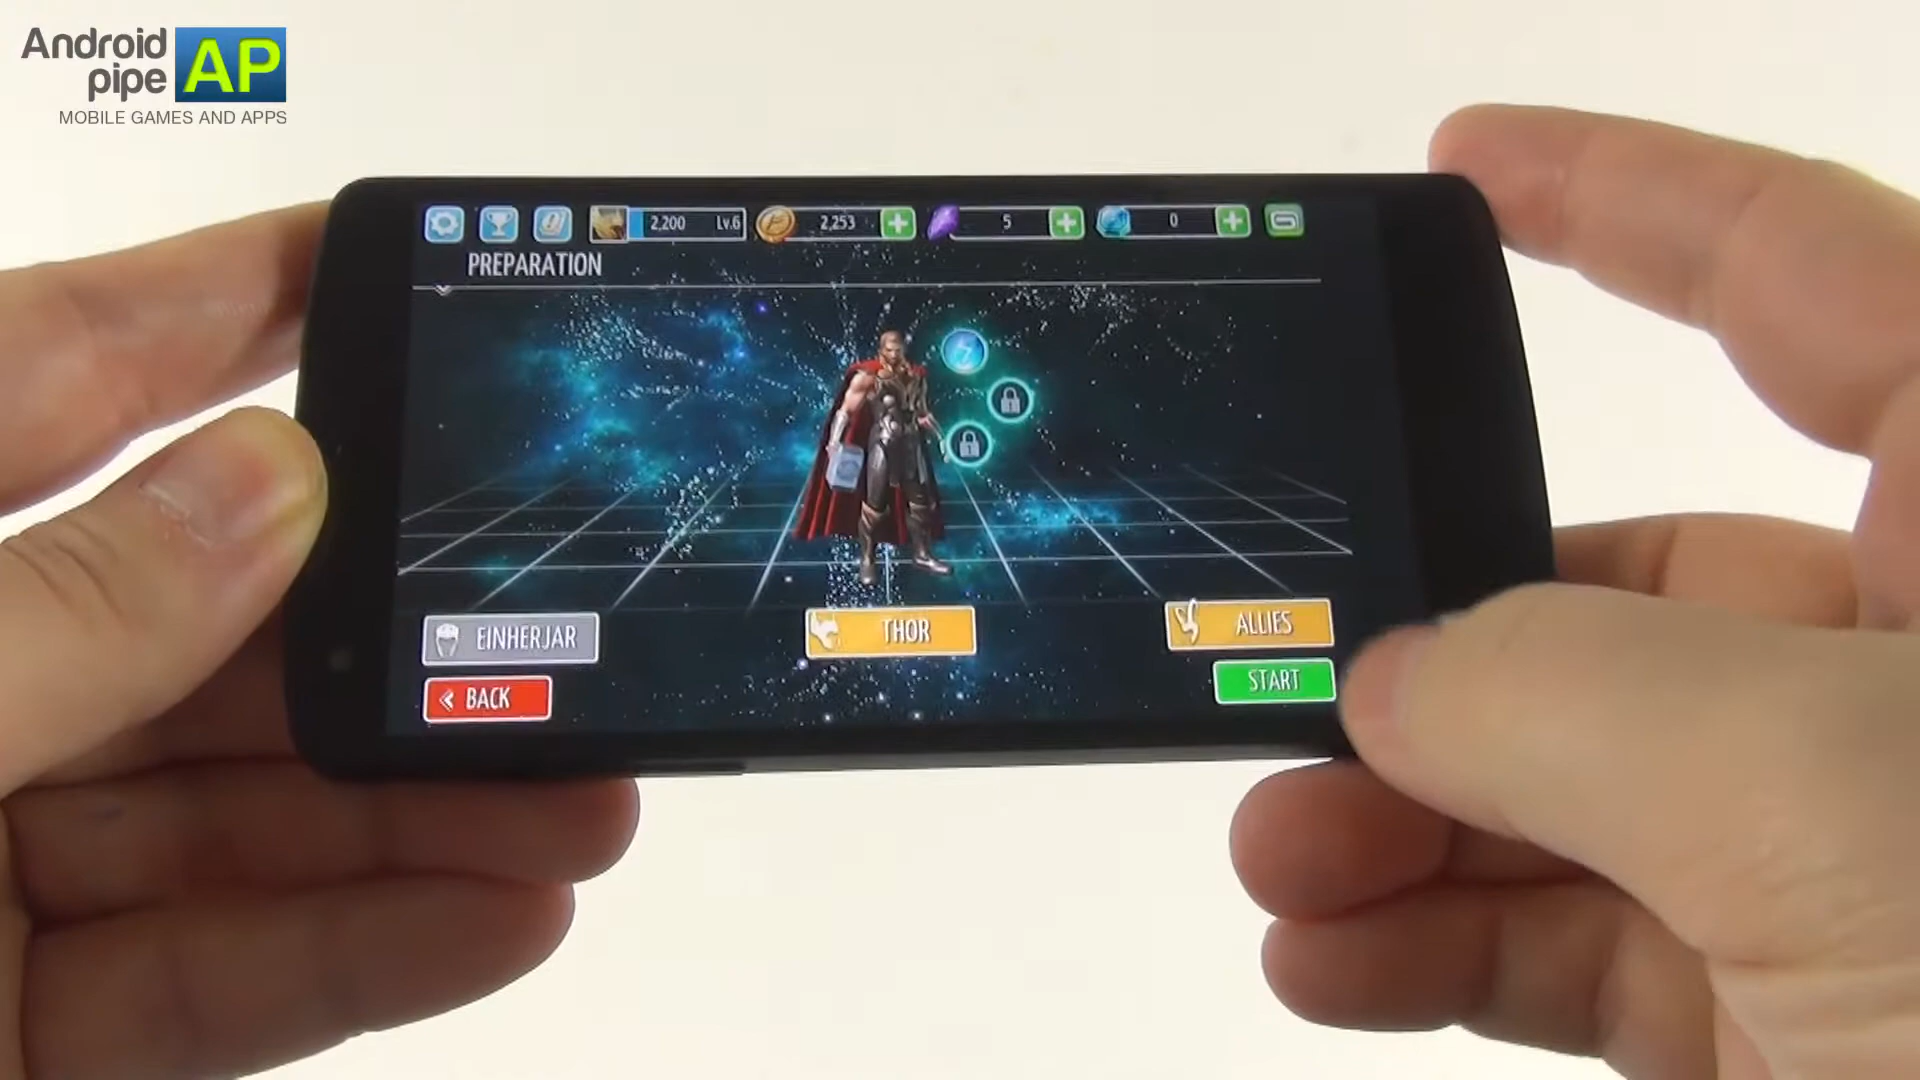 Android
pipe
AP
MOBILE GAMES AND APPS
2,200 Lv.6 2,253 5 0
PREPARATION
EINHERJAR
THOR
ALLIES
BACK
START